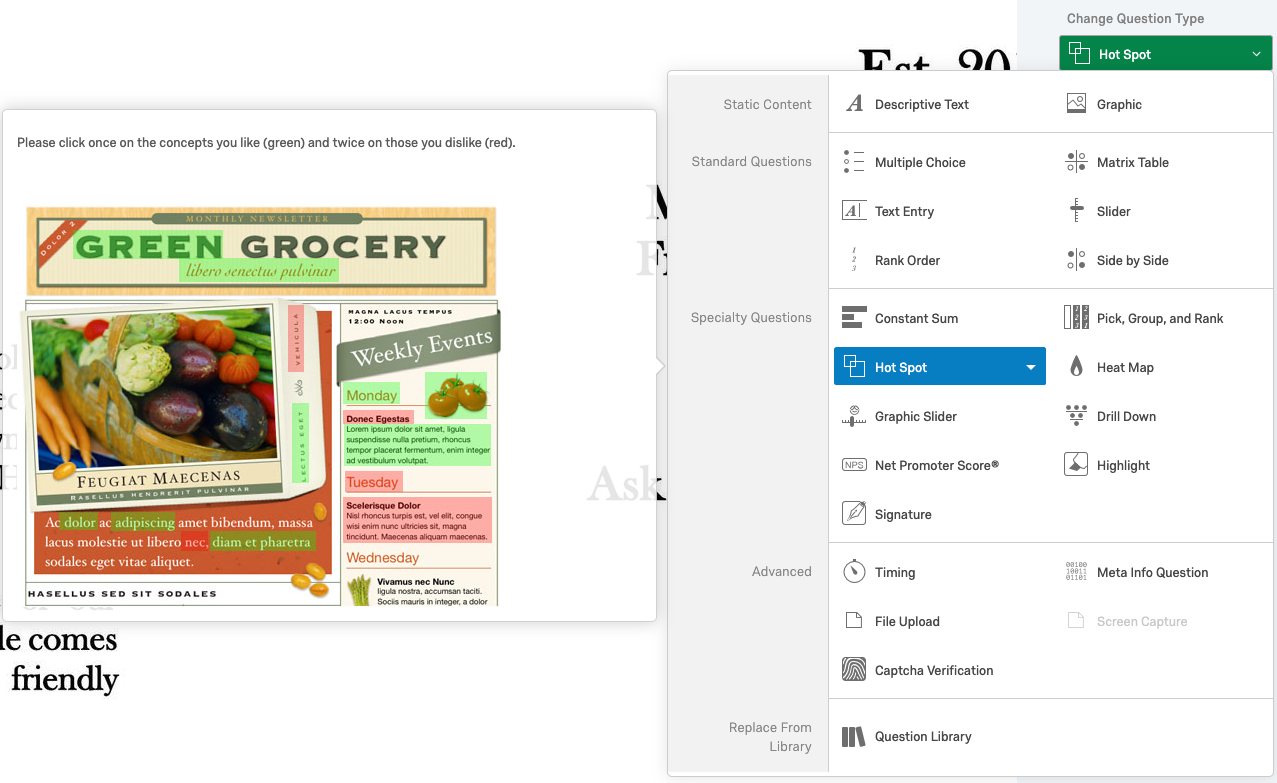 Change Question Type
Hot Spot
Est. 20
Static Content
Descriptive Text
Graphic
Standard Questions
Multiple Choice
Matrix Table
Text Entry
Slider
Rank Order
Side by Side
Specialty Questions
Constant Sum
Pick, Group, and Rank
Hot Spot
Heat Map
Graphic Slider
Drill Down
NPS
Net Promoter Score®
Highlight
Signature
Advanced
Timing
00100
10011
01101
Meta Info Question
File Upload
Screen Capture
Captcha Verification
Replace From
Library
Question Library
Please click once on the concepts you like (green) and twice on those you dislike (red).
MONTHLY NEWSLETTER
DOLOR 2
GREEN GROCERY
libero senectus pulvinar
VEHICULA
LECTUS EGET
FEUGIAT MAECENAS
RASELLUS HENDRERIT PULVINAR
Ac dolor ac adipiscing amet bibendum, massa
lacus molestie ut libero nec, diam et pharetra
sodales eget vitae aliquet.
HASELLUS SED SIT SODALES
MAGNA LACUS TEMPUS
12:00 NOON
Weekly Events
Monday
Donec Egestas
Lorem ipsum dolor sit amet, ligula
suspendisse nulla pretium, rhoncus
tempor placerat fermentum, enim integer
ad vestibulum volutpat.
Tuesday
Scelerisque Dolor
Nisl rhoncus turpis est, vel elit, congue
wisi enim nunc ultricies sit, magna
tincidunt. Maecenas aliquam maecenas.
Wednesday
Vivamus nec Nunc
ligula nostra, accumsan taciti.
Sociis mauris in integer, a dolor
Ask
le comes
friendly